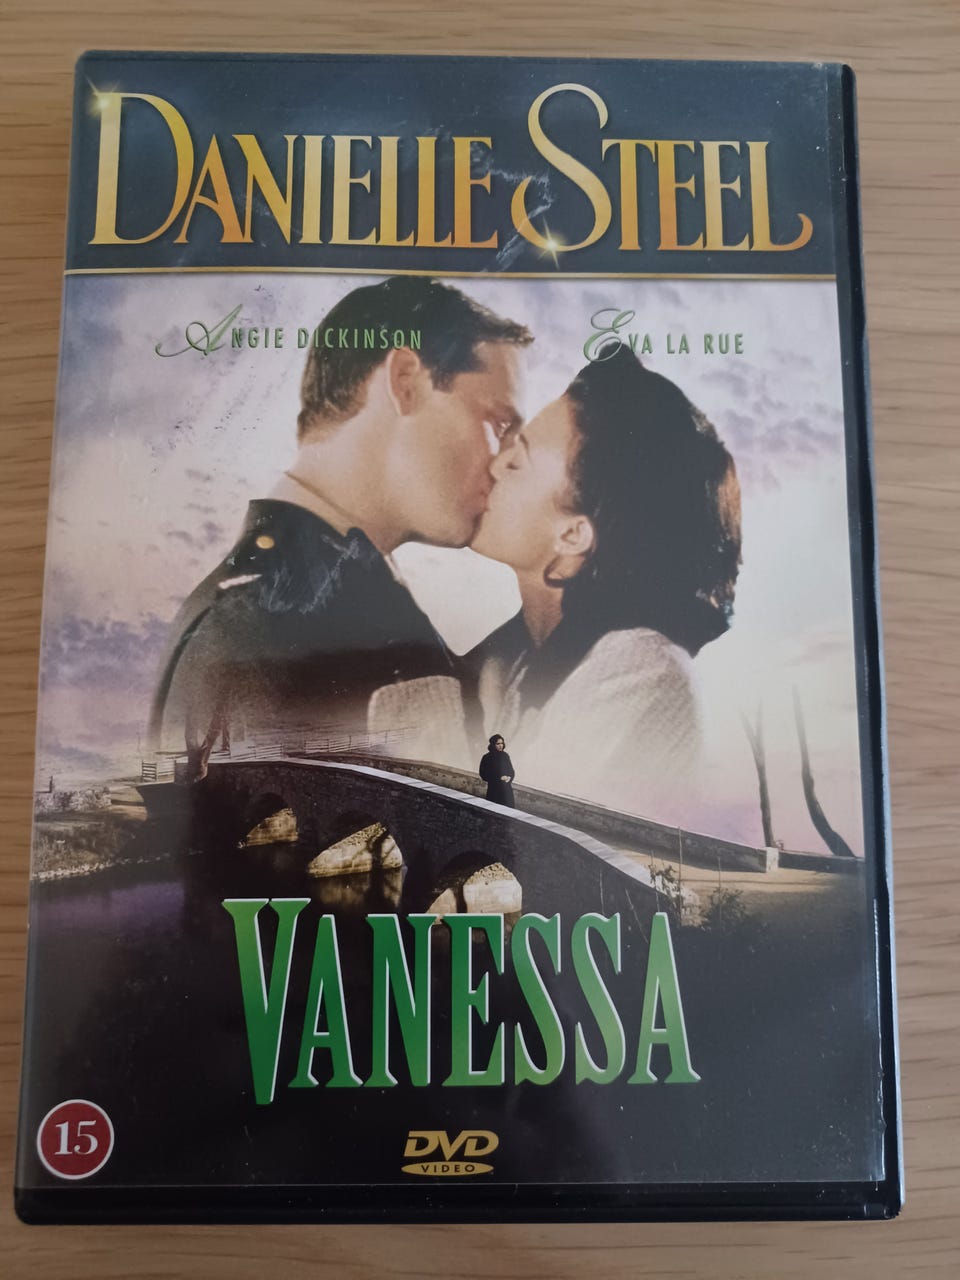 DANIELLE STEEL
ANGIE DICKINSON EVA LA RUE
VANESSA
15
DVD
VIDEO